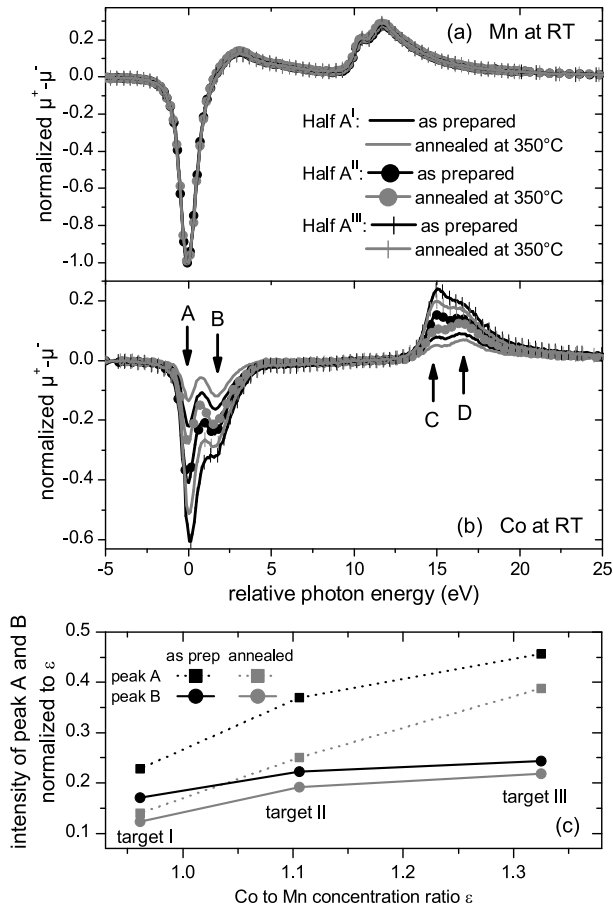 (a) Mn at RT
normalized μ⁺-μ⁻
0.2
0.0
-0.2
-0.4
-0.6
-0.8
-1.0
Half Aᴵ: as prepared
annealed at 350°C
Half Aᴵᴵ: as prepared
annealed at 350°C
Half Aᴵᴵᴵ: as prepared
annealed at 350°C
normalized μ⁺-μ⁻
0.2
0.0
-0.2
-0.4
-0.6
A
B
C
D
(b) Co at RT
-5 0 5 10 15 20 25
relative photon energy (eV)
intensity of peak A and B
normalized to ε
0.5
0.4
0.3
0.2
0.1
as prep annealed
peak A
peak B
target I
target II
target III
(c)
1.0 1.1 1.2 1.3
Co to Mn concentration ratio ε